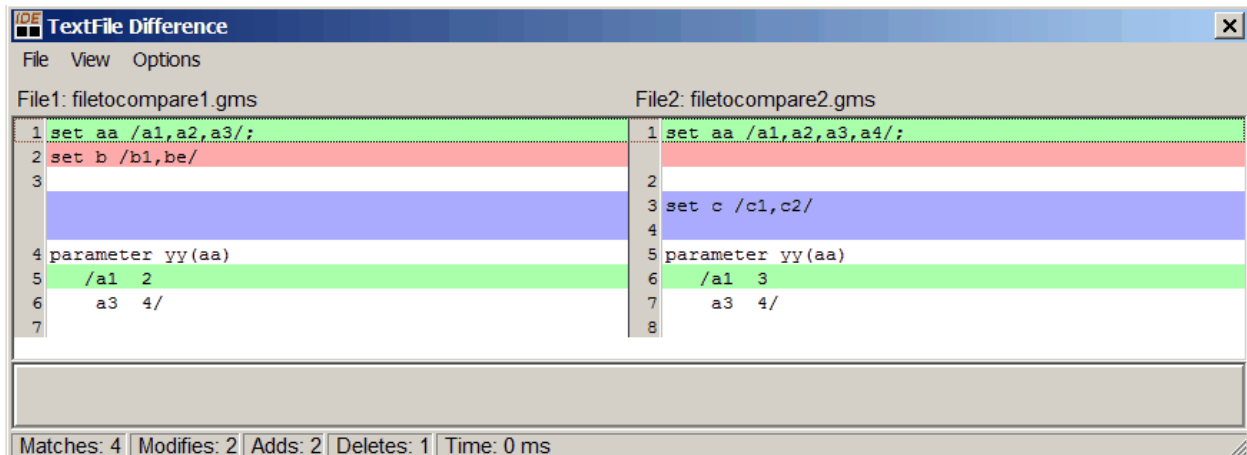 IDE TextFile Difference
File View Options
File1: filetocompare1.gms File2: filetocompare2.gms
1 set aa /a1,a2,a3/; 1 set aa /a1,a2,a3,a4/;
2 set b /b1,be/
3 2
3 set c /c1,c2/
4
4 parameter yy(aa) 5 parameter yy(aa)
5 /a1 2 6 /a1 3
6 a3 4/ 7 a3 4/
7 8
Matches: 4 Modifies: 2 Adds: 2 Deletes: 1 Time: 0 ms